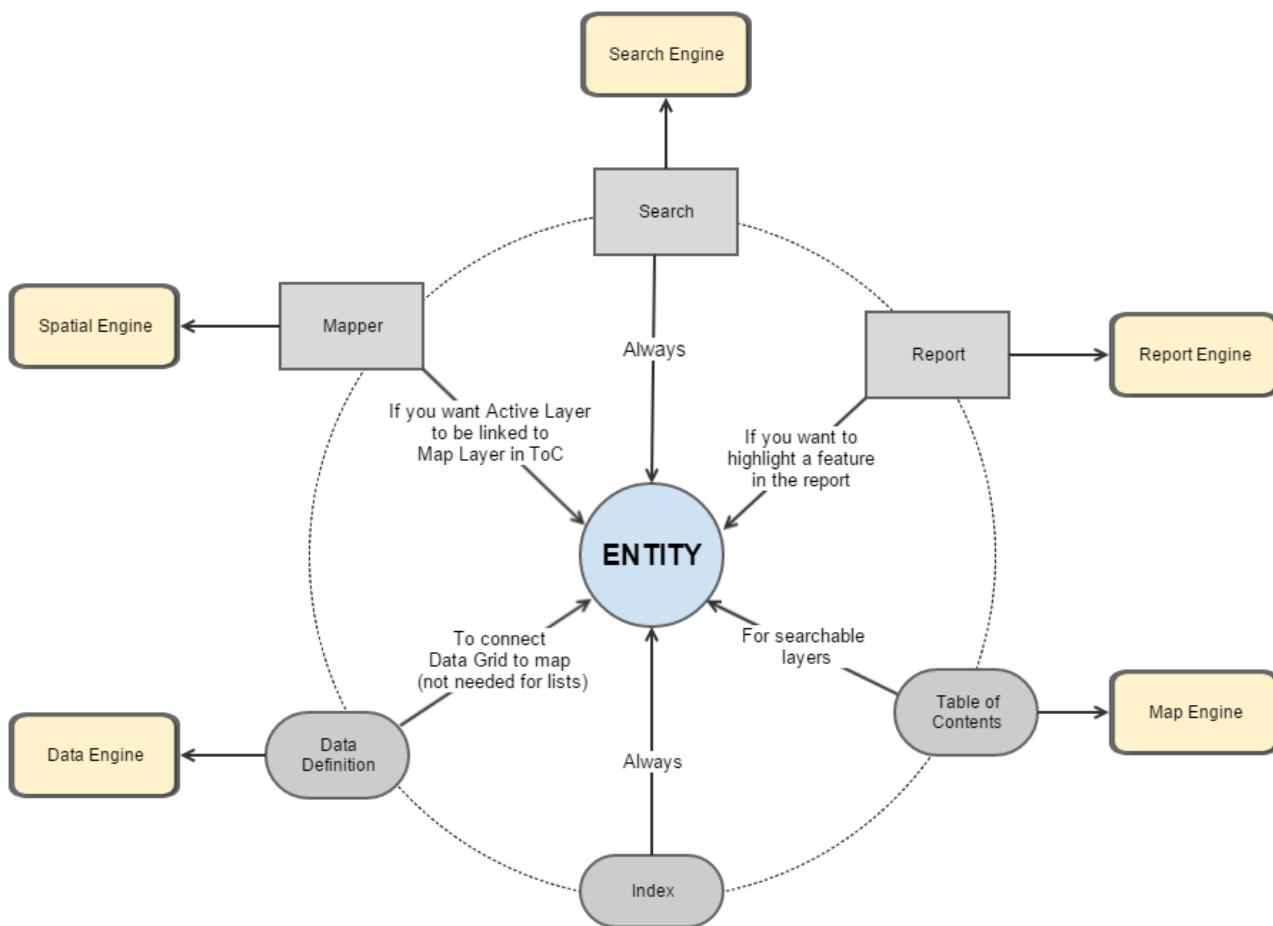 Search Engine
Search
Spatial Engine
Mapper
Always
Report
Report Engine
If you want Active Layer
to be linked to
Map Layer in ToC
If you want to
highlight a feature
in the report
ENTITY
To connect
Data Grid to map
(not needed for lists)
For searchable
layers
Table of
Contents
Map Engine
Data Engine
Data
Definition
Always
Index